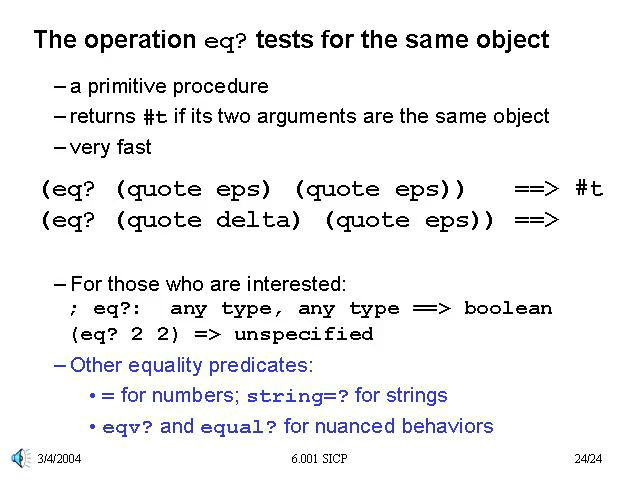 The operation eq? tests for the same object
– a primitive procedure
– returns #t if its two arguments are the same object
– very fast
(eq? (quote eps) (quote eps)) ==> #t
(eq? (quote delta) (quote eps)) ==>
– For those who are interested:
; eq?: any type, any type ==> boolean
(eq? 2 2) => unspecified
– Other equality predicates:
• = for numbers; string=? for strings
• eqv? and equal? for nuanced behaviors
3/4/2004 6.001 SICP 24/24